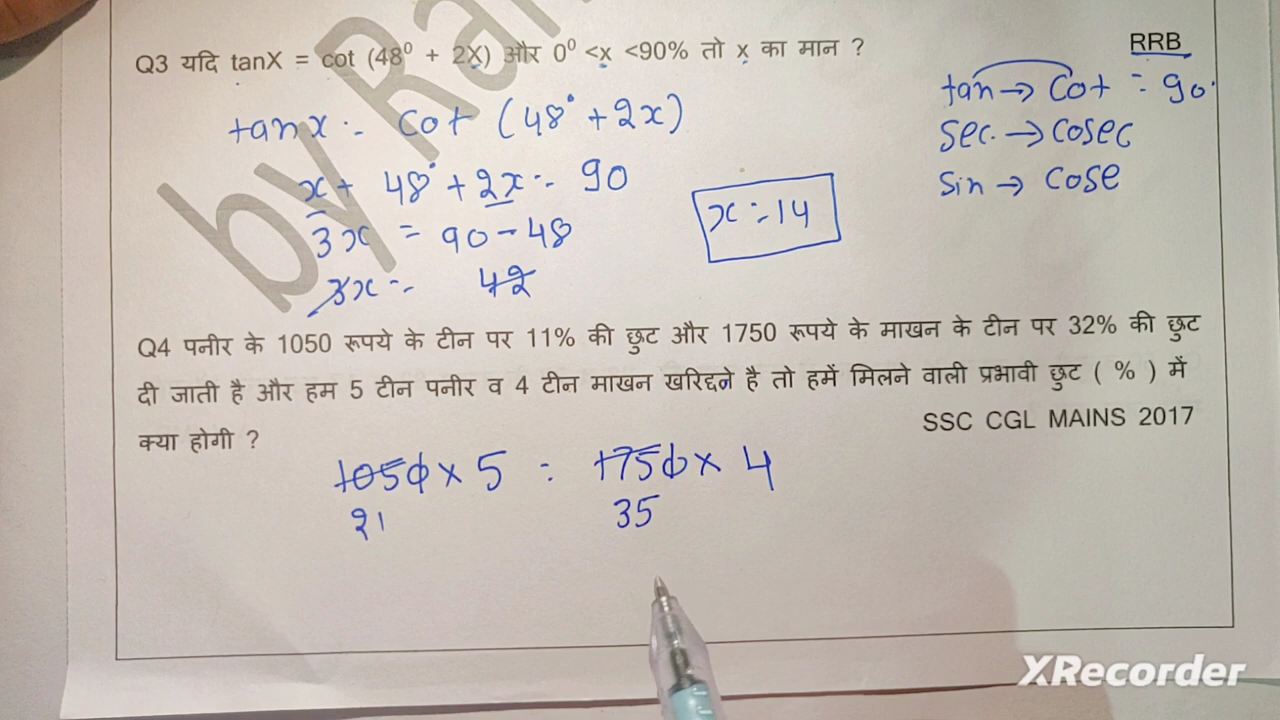 RRB
Q3 यदि tanX = cot (48⁰ + 2X) और 0⁰ <x <90% तो x का मान ?
tan x = cot (48° + 2x)
x + 48° + 2x = 90
3x = 90 - 48
3x = 42
x = 14
tan → cot = 90°
sec → cosec
sin → cose
Q4 पनीर के 1050 रूपये के टीन पर 11% की छुट और 1750 रूपये के माखन के टीन पर 32% की छुट
दी जाती है और हम 5 टीन पनीर व 4 टीन माखन खरिद्दने है तो हमें मिलने वाली प्रभावी छुट ( % ) में
क्या होगी ?
SSC CGL MAINS 2017
1050 x 5 : 1750 x 4
21 35
XRecorder